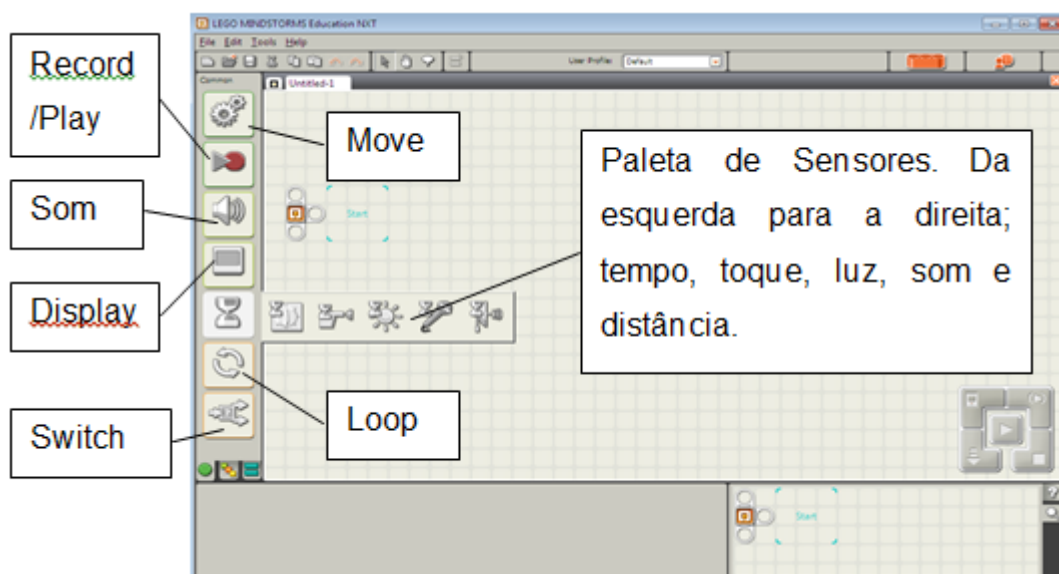 LEGO MINDSTORMS Education NXT
File Edit Tools Help
User Profile: Default
Common
Untitled-1
Record
/Play
Move
Paleta de Sensores. Da
esquerda para a direita;
tempo, toque, luz, som e
distância.
Som
Start
Display
Loop
Switch
Start